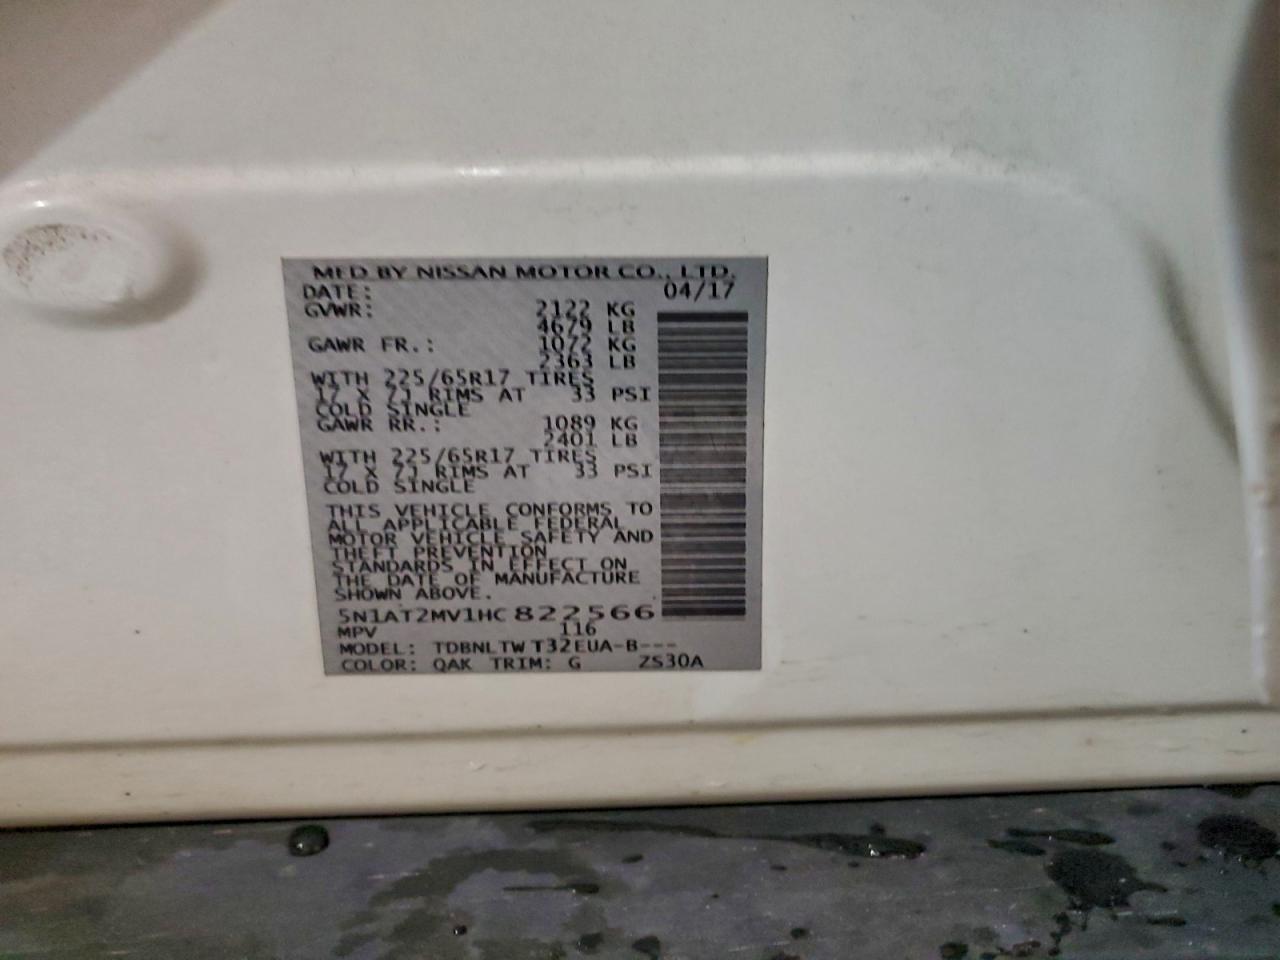 MFD BY NISSAN MOTOR CO., LTD.
DATE: 04/17
GVWR: 2122 KG
4679 LB
GAWR FR.: 1072 KG
2363 LB
WITH 225/65R17 TIRES
17 X 7J RIMS AT 33 PSI
COLD SINGLE
GAWR RR.: 1089 KG
2401 LB
WITH 225/65R17 TIRES
17 X 7J RIMS AT 33 PSI
COLD SINGLE
THIS VEHICLE CONFORMS TO
ALL APPLICABLE FEDERAL
MOTOR VEHICLE SAFETY AND
THEFT PREVENTION
STANDARDS IN EFFECT ON
THE DATE OF MANUFACTURE
SHOWN ABOVE.
5N1AT2MV1HC822566
MPV 116
MODEL: TDBNLTWT32EUA-B---
COLOR: QAK TRIM: G ZS30A